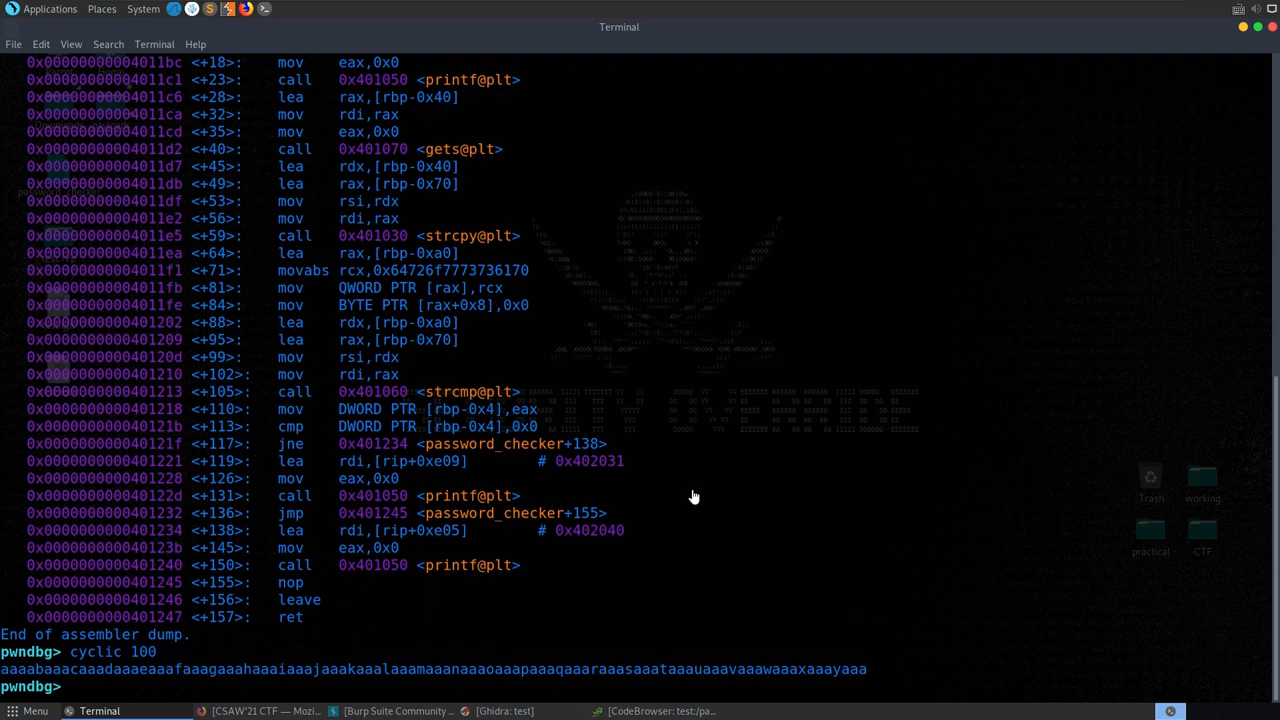 Applications Places System
Terminal
File Edit View Search Terminal Help
0x00000000004011bc <+18>: mov eax,0x0
0x00000000004011c1 <+23>: call 0x401050 <printf@plt>
0x00000000004011c6 <+28>: lea rax,[rbp-0x40]
0x00000000004011ca <+32>: mov rdi,rax
0x00000000004011cd <+35>: mov eax,0x0
0x00000000004011d2 <+40>: call 0x401070 <gets@plt>
0x00000000004011d7 <+45>: lea rdx,[rbp-0x40]
0x00000000004011db <+49>: lea rax,[rbp-0x70]
0x00000000004011df <+53>: mov rsi,rdx
0x00000000004011e2 <+56>: mov rdi,rax
0x00000000004011e5 <+59>: call 0x401030 <strcpy@plt>
0x00000000004011ea <+64>: lea rax,[rbp-0xa0]
0x00000000004011f1 <+71>: movabs rcx,0x64726f7773736170
0x00000000004011fb <+81>: mov QWORD PTR [rax],rcx
0x00000000004011fe <+84>: mov BYTE PTR [rax+0x8],0x0
0x0000000000401202 <+88>: lea rdx,[rbp-0xa0]
0x0000000000401209 <+95>: lea rax,[rbp-0x70]
0x000000000040120d <+99>: mov rsi,rdx
0x0000000000401210 <+102>: mov rdi,rax
0x0000000000401213 <+105>: call 0x401060 <strcmp@plt>
0x0000000000401218 <+110>: mov DWORD PTR [rbp-0x4],eax
0x000000000040121b <+113>: cmp DWORD PTR [rbp-0x4],0x0
0x000000000040121f <+117>: jne 0x401234 <password_checker+138>
0x0000000000401221 <+119>: lea rdi,[rip+0xe09] # 0x402031
0x0000000000401228 <+126>: mov eax,0x0
0x000000000040122d <+131>: call 0x401050 <printf@plt>
0x0000000000401232 <+136>: jmp 0x401245 <password_checker+155>
0x0000000000401234 <+138>: lea rdi,[rip+0xe05] # 0x402040
0x000000000040123b <+145>: mov eax,0x0
0x0000000000401240 <+150>: call 0x401050 <printf@plt>
0x0000000000401245 <+155>: nop
0x0000000000401246 <+156>: leave
0x0000000000401247 <+157>: ret
End of assembler dump.
pwndbg> cyclic 100
aaaabaaacaaadaaaeaaafaaagaaahaaaiaaajaaakaaalaaamaaanaaaoaaapaaaqaaaraaasaaataaauaaavaaawaaaxaaayaaa
pwndbg>
Trash working
practical CTF
Menu Terminal [CSAW'21 CTF — Mozi... [Burp Suite Community ... [Ghidra: test] [CodeBrowser: test:/pa...